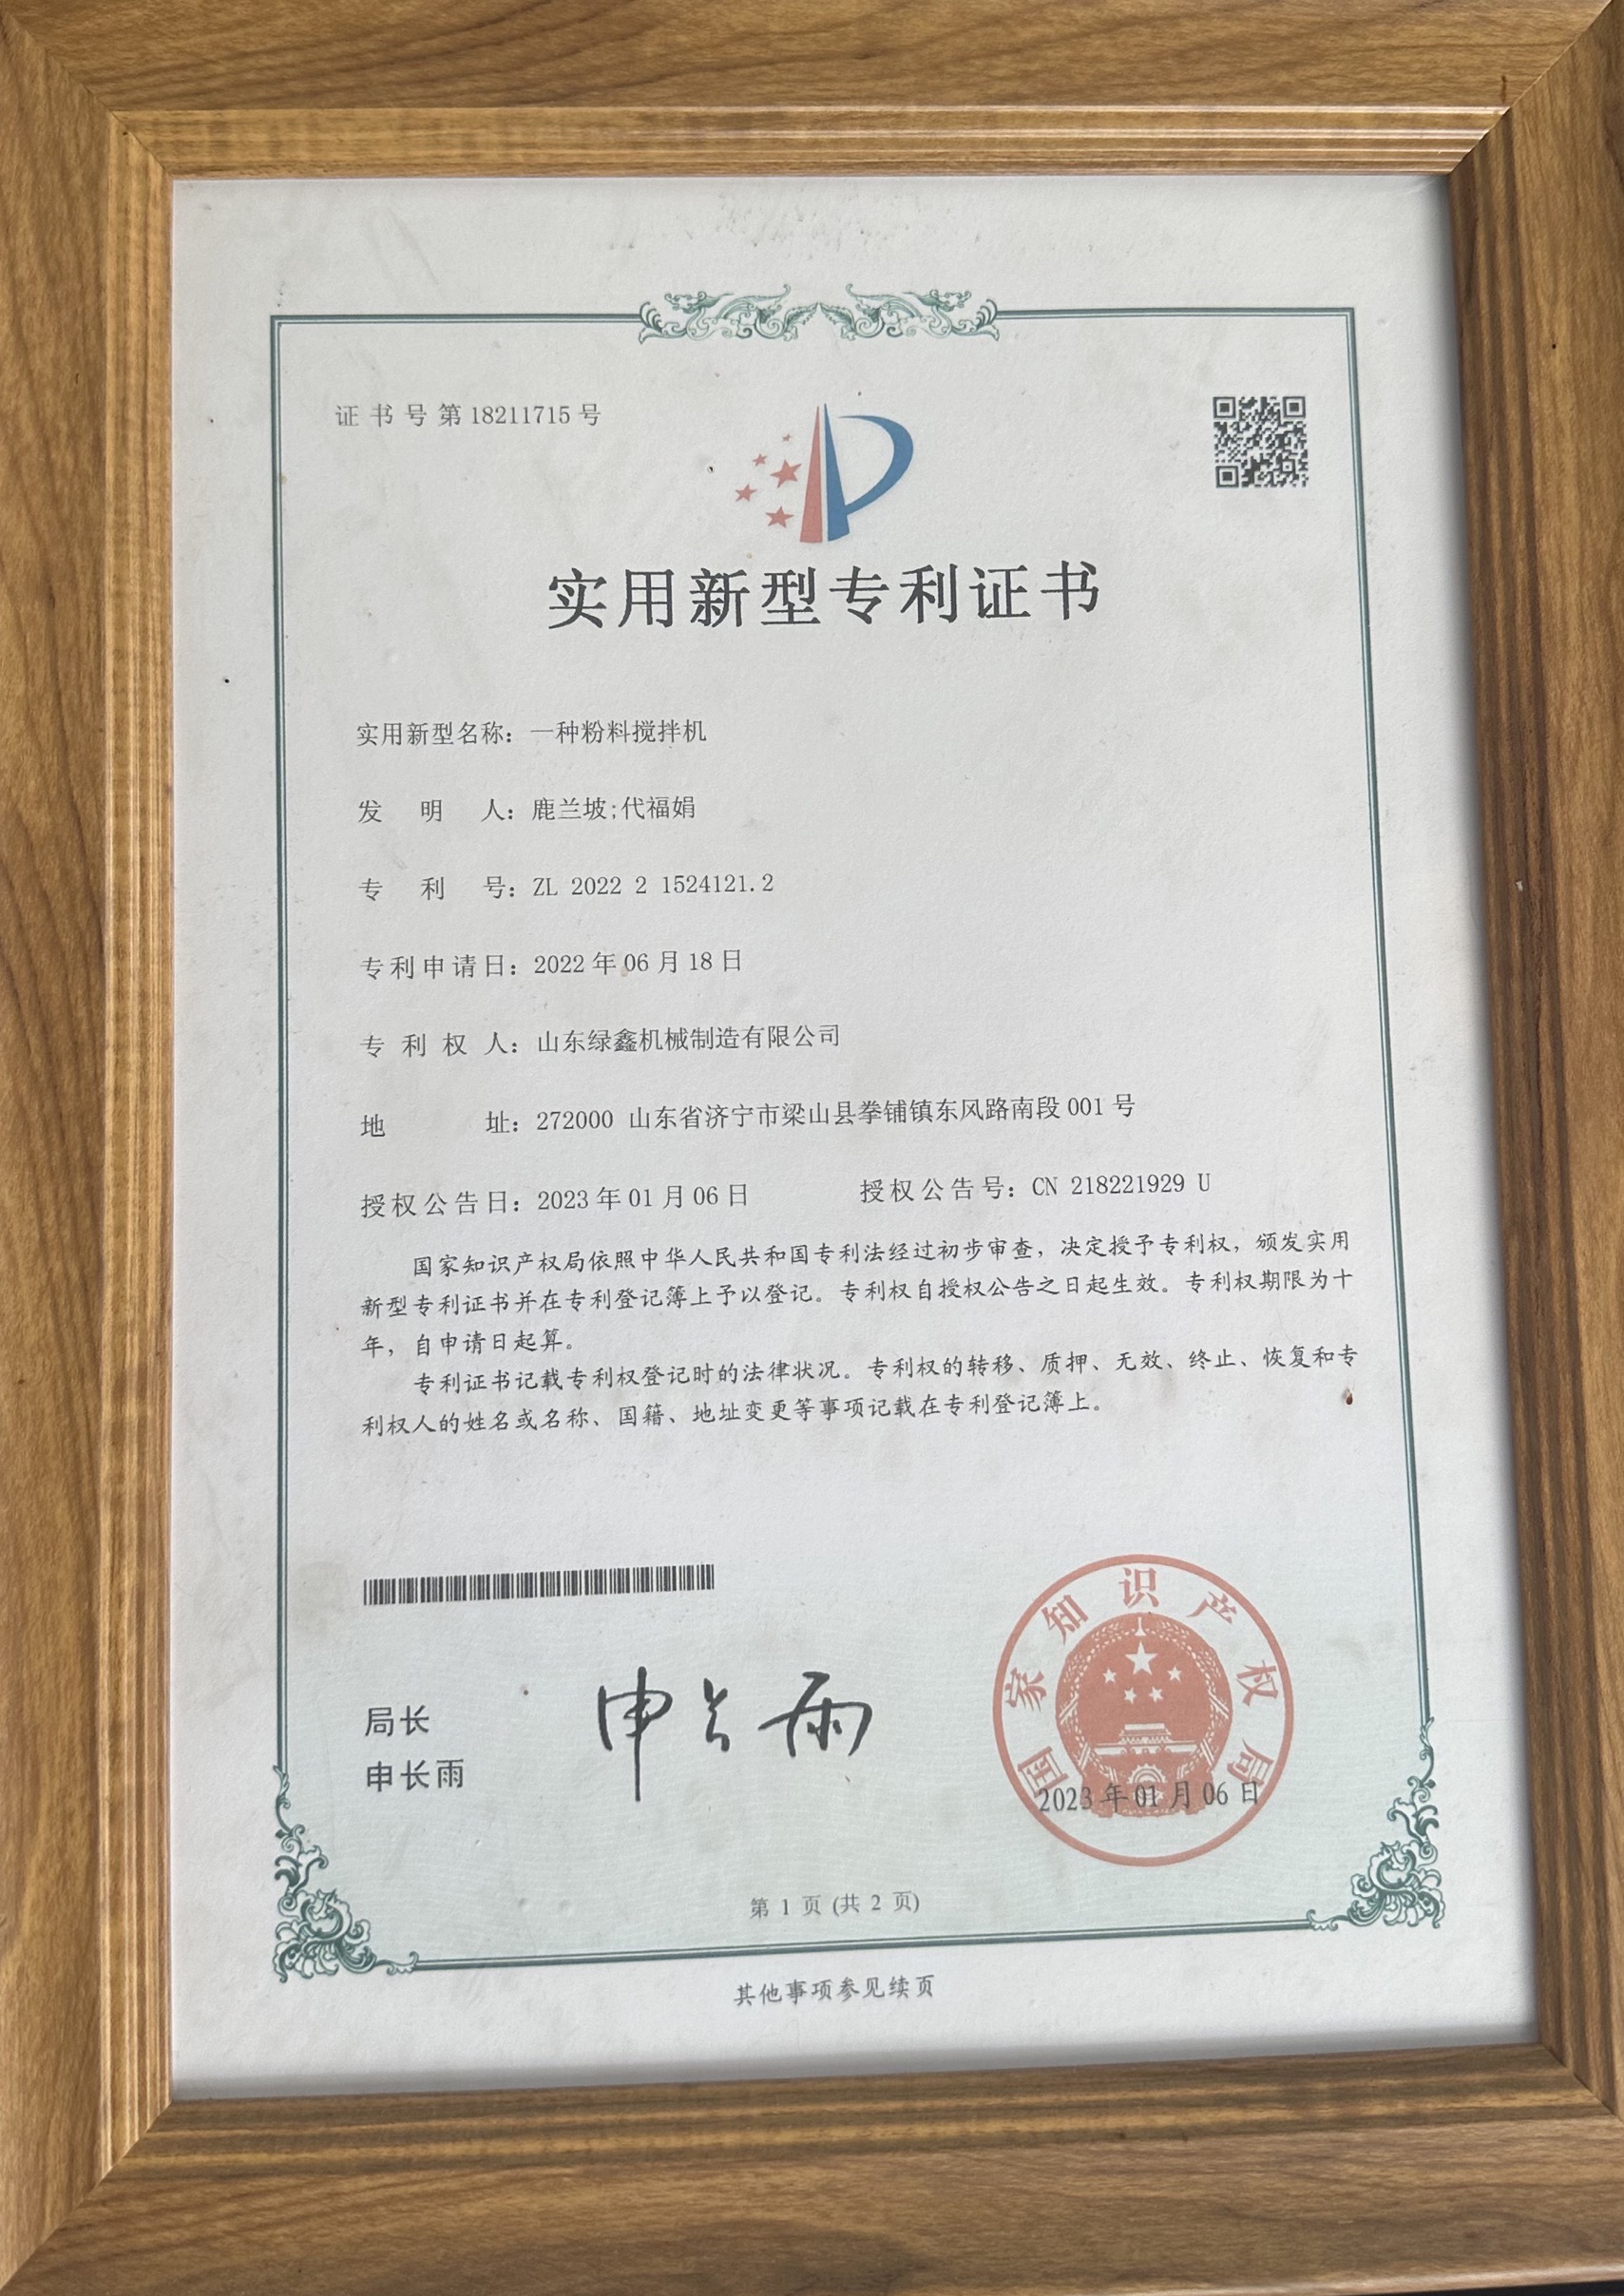 证书号第18211715号
实用新型专利证书
实用新型名称：一种粉料搅拌机
发明人：鹿兰坡;代福娟
专利号：ZL 2022 2 1524121.2
专利申请日：2022年06月18日
专利权人：山东绿鑫机械制造有限公司
地址：272000 山东省济宁市梁山县拳铺镇东风路南段001号
授权公告日：2023年01月06日 授权公告号：CN 218221929 U
国家知识产权局依照中华人民共和国专利法经过初步审查，决定授予专利权，颁发实用
新型专利证书并在专利登记簿上予以登记。专利权自授权公告之日起生效。专利权期限为十
年，自申请日起算。
专利证书记载专利权登记时的法律状况。专利权的转移、质押、无效、终止、恢复和专
利权人的姓名或名称、国籍、地址变更等事项记载在专利登记簿上。
局长
申长雨
申长雨
国家知识产权局
2023年01月06日
第 1 页 (共 2 页)
其他事项参见续页